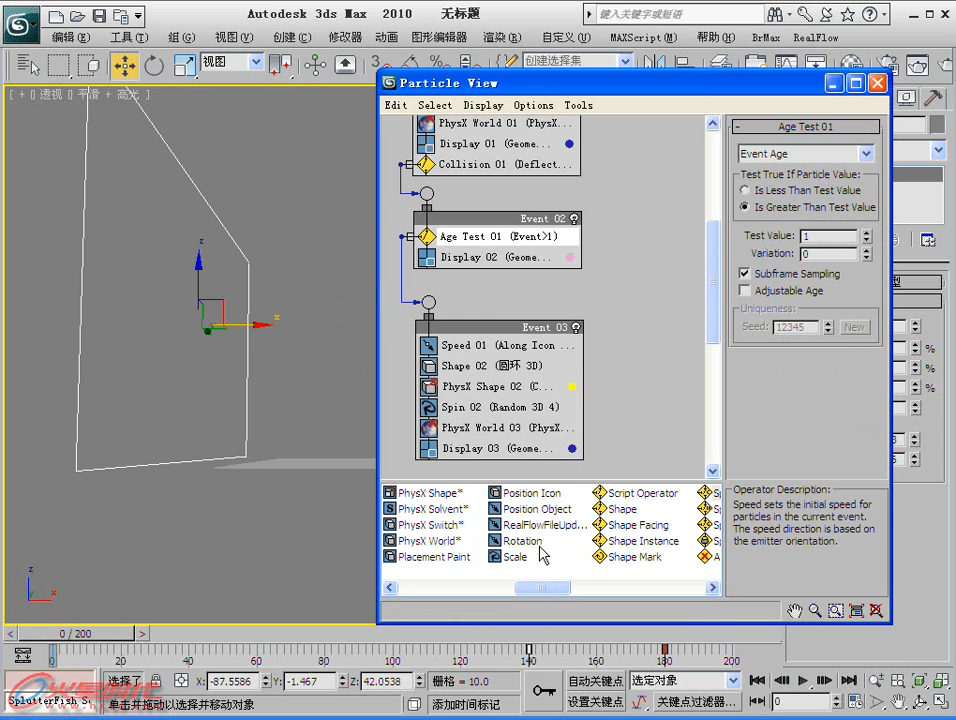 Autodesk 3ds Max 2010 无标题
键入关键字或短语
编辑(E) 工具(T) 组(G) 视图(V) 创建(C) 修改器 动画 图形编辑器 渲染(R) 自定义(U) MAXScript(M) 帮助(H) BrMax RealFlow
视图
创建选择集
[ + [] 透视 [] 平滑 + 高光 ]
Particle View
Edit Select Display Options Tools
PhysX World 01 (PhysX...
Display 01 (Geome...
Collision 01 (Deflect...
Event 02
Age Test 01 (Event>1)
Display 02 (Geome...
Event 03
Speed 01 (Along Icon ...
Shape 02 (圆环 3D)
PhysX Shape 02 (C...
Spin 02 (Random 3D 4)
PhysX World 03 (PhysX...
Display 03 (Geome...
Age Test 01
Event Age
Test True If Particle Value:
Is Less Than Test Value
Is Greater Than Test Value
Test Value: 1
Variation: 0
Subframe Sampling
Adjustable Age
Uniqueness:
Seed: 12345 New
PhysX Shape* Position Icon Script Operator
PhysX Solvent* Position Object Shape
PhysX Switch* RealFlowFileUpd... Shape Facing
PhysX World* Rotation Shape Instance
Placement Paint Scale Shape Mark
Operator Description:
Speed sets the initial speed for
particles in the current event.
The speed direction is based on
the emitter orientation.
%
%
%
%
z
x
z
x
0 / 200
0 20 40 60 80 100 120 140 160 180 200
选择了 X: -87.5586 Y: -1.467 Z: 42.0538 栅格 = 10.0 自动关键点 选定对象
SplutterFish Sc 单击并拖动以选择并移动对象 添加时间标记 设置关键点 关键点过滤器... 0